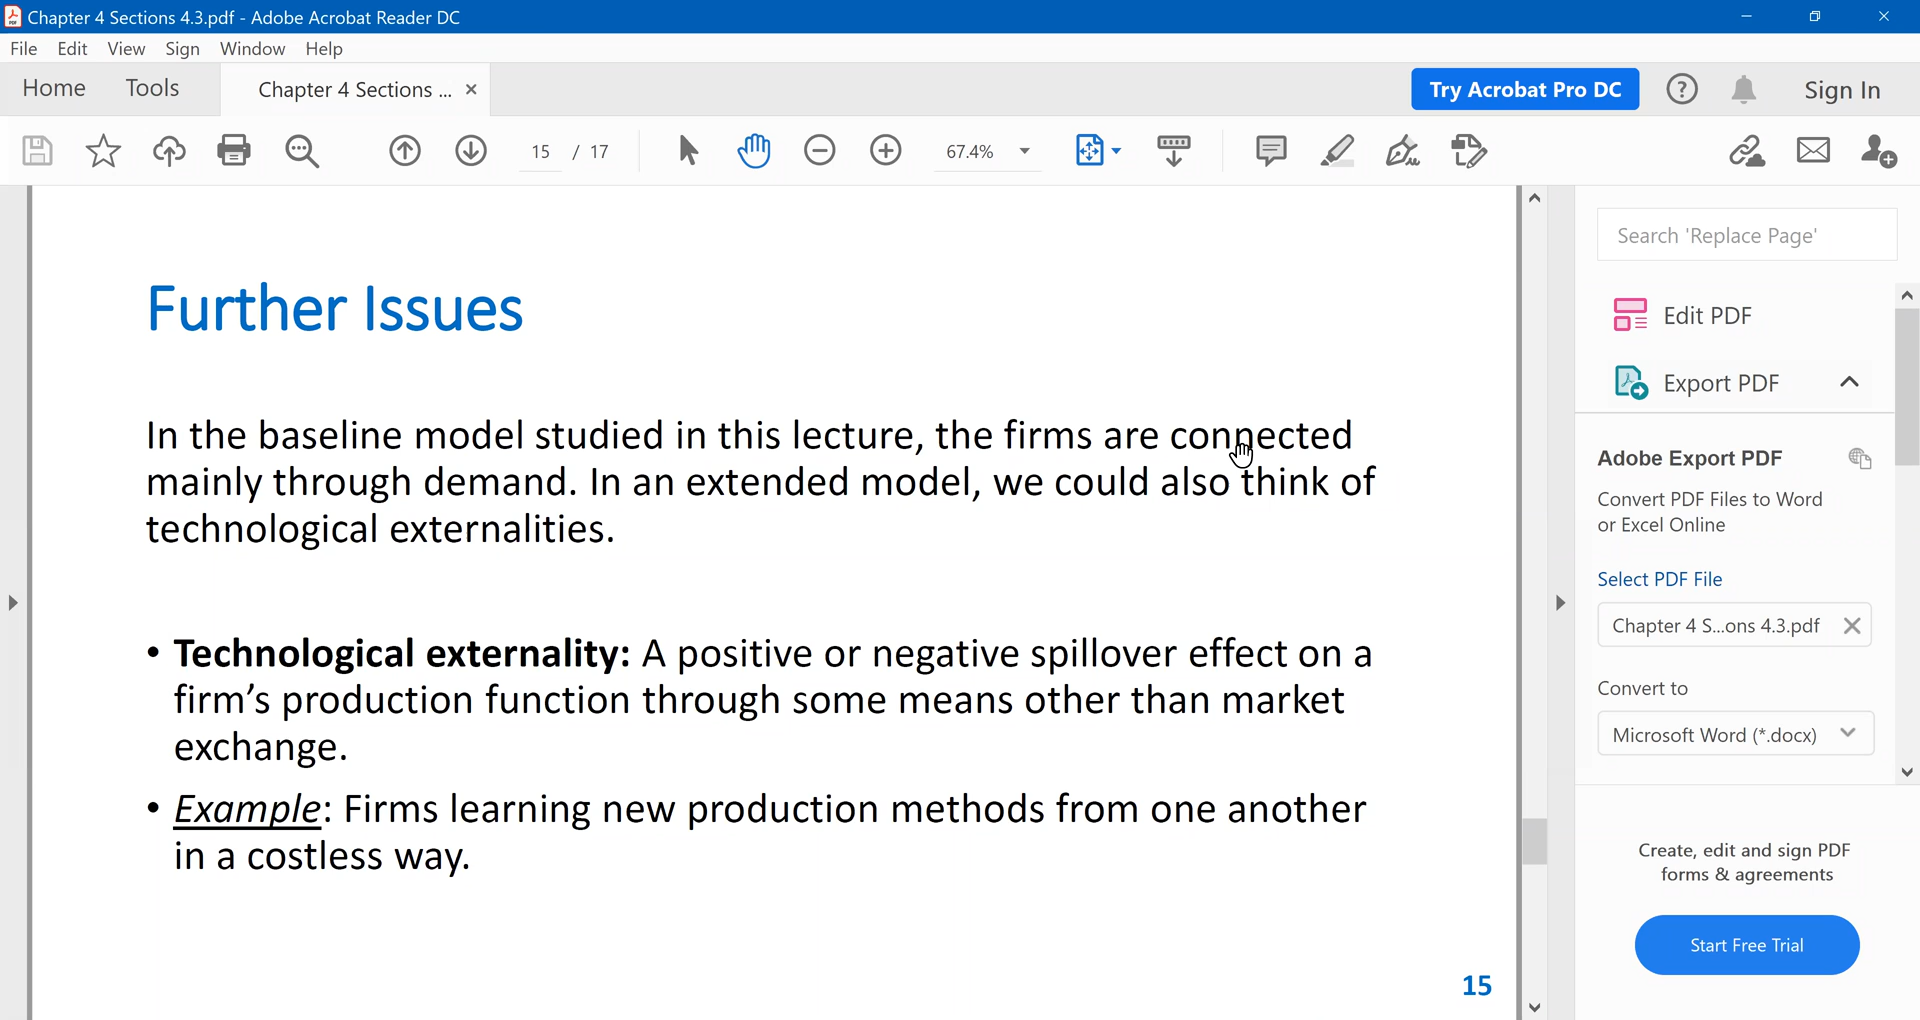 Chapter 4 Sections 4.3.pdf - Adobe Acrobat Reader DC
File Edit View Sign Window Help
Home Tools Chapter 4 Sections ... Try Acrobat Pro DC Sign In
15 / 17 67.4%
Further Issues
In the baseline model studied in this lecture, the firms are connected
mainly through demand. In an extended model, we could also think of
technological externalities.
• Technological externality: A positive or negative spillover effect on a
firm's production function through some means other than market
exchange.
• Example: Firms learning new production methods from one another
in a costless way.
15
Search 'Replace Page'
Edit PDF
Export PDF
Adobe Export PDF
Convert PDF Files to Word
or Excel Online
Select PDF File
Chapter 4 S...ons 4.3.pdf
Convert to
Microsoft Word (*.docx)
Create, edit and sign PDF
forms & agreements
Start Free Trial